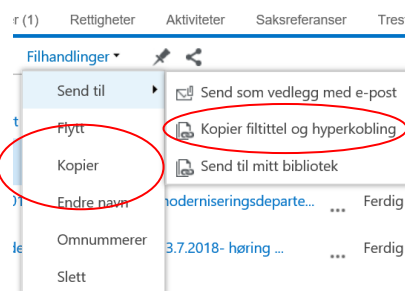 (1) Rettigheter Aktiviteter Saksreferanser
Filhandlinger
Send til
Send som vedlegg med e-post
Flytt
Kopier filtittel og hyperkobling
Kopier
Send til mitt bibliotek
Endre navn
... Ferdig
Omnummerer
3.7.2018- høring ... ... Ferdig
Slett